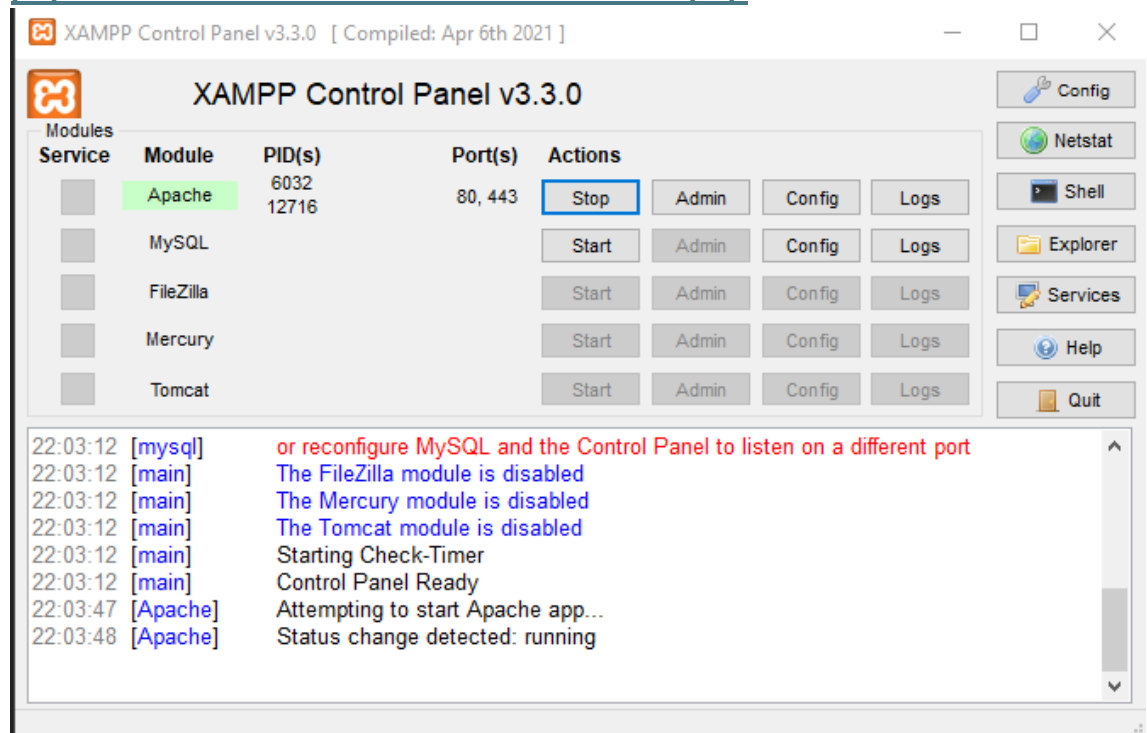 XAMPP Control Panel v3.3.0 [ Compiled: Apr 6th 2021 ]
XAMPP Control Panel v3.3.0
Config
Modules
Service Module PID(s) Port(s) Actions
Netstat
Apache 6032 12716 80, 443 Stop Admin Config Logs
Shell
MySQL Start Admin Config Logs
Explorer
FileZilla Start Admin Config Logs
Services
Mercury Start Admin Config Logs
Help
Tomcat Start Admin Config Logs
Quit
22:03:12 [mysql] or reconfigure MySQL and the Control Panel to listen on a different port
22:03:12 [main] The FileZilla module is disabled
22:03:12 [main] The Mercury module is disabled
22:03:12 [main] The Tomcat module is disabled
22:03:12 [main] Starting Check-Timer
22:03:12 [main] Control Panel Ready
22:03:47 [Apache] Attempting to start Apache app...
22:03:48 [Apache] Status change detected: running